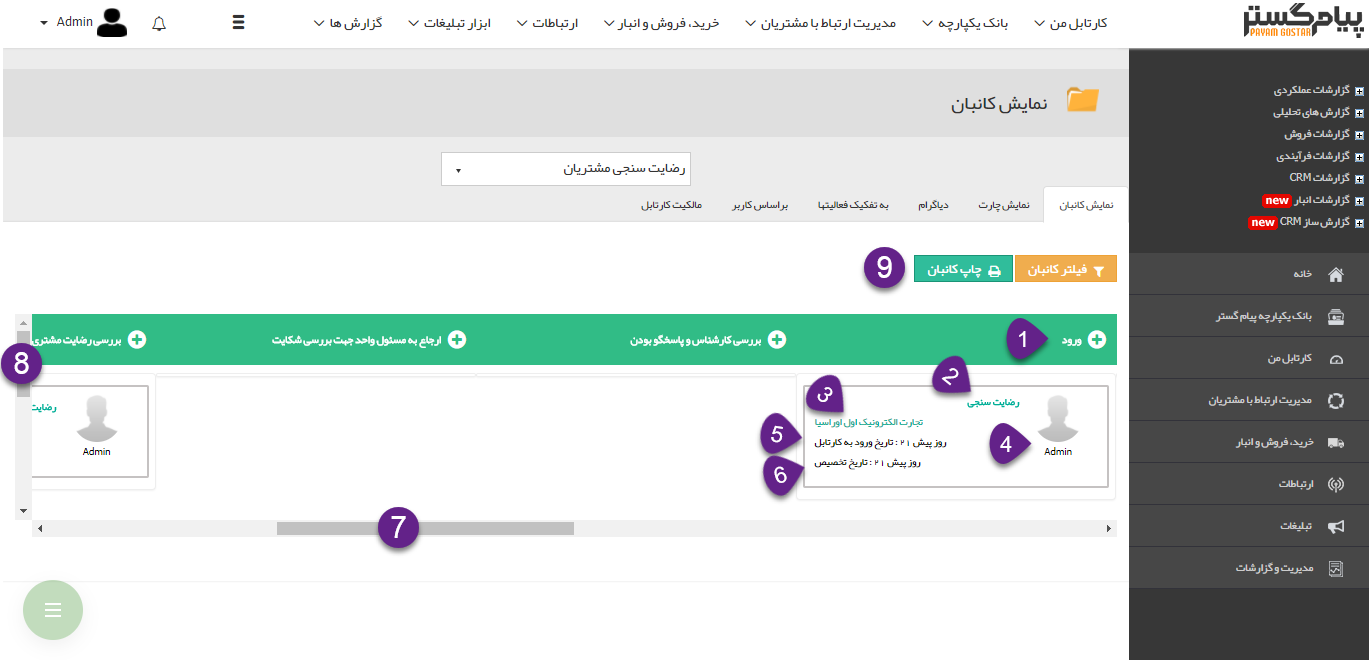 پیام گستر
PAYAM GOSTAR
کارتابل من
بانک یکپارچه
مدیریت ارتباط با مشتریان
خرید، فروش و انبار
ارتباطات
ابزار تبلیغات
گزارش ها
Admin
گزارشات عملکردی
گزارش های تحلیلی
گزارشات فروش
گزارشات فرآیندی
گزارشات CRM
گزارشات انبار new
گزارش ساز CRM new
خانه
بانک یکپارچه پیام گستر
کارتابل من
مدیریت ارتباط با مشتریان
خرید، فروش و انبار
ارتباطات
تبلیغات
مدیریت و گزارشات
نمایش کانبان
رضایت سنجی مشتریان
نمایش کانبان
نمایش چارت
دیاگرام
به تفکیک فعالیتها
براساس کاربر
مالکیت کارتابل
فیلتر کانبان
چاپ کانبان
9
ورود
1
بررسی کارشناس و پاسخگو بودن
ارجاع به مسئول واحد جهت بررسی شکایت
بررسی رضایت مشتری
8
2
رضایت سنجی
3
تجارت الکترونیک اول اوراسیا
4
Admin
5
روز پیش ۲۱ : تاریخ ورود به کارتابل
6
روز پیش ۲۱ : تاریخ تخصیص
رضایت
Admin
7